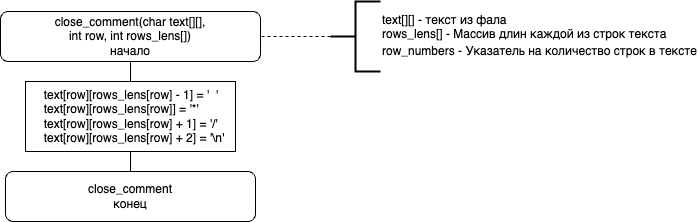 close_comment(char text[][],
int row, int rows_lens[])
начало
text[][] - текст из фала
rows_lens[] - Массив длин каждой из строк текста
row_numbers - Указатель на количество строк в тексте
text[row][rows_lens[row] - 1] = ' '
text[row][rows_lens[row]] = '*'
text[row][rows_lens[row] + 1] = '/'
text[row][rows_lens[row] + 2] = '\n'
close_comment
конец